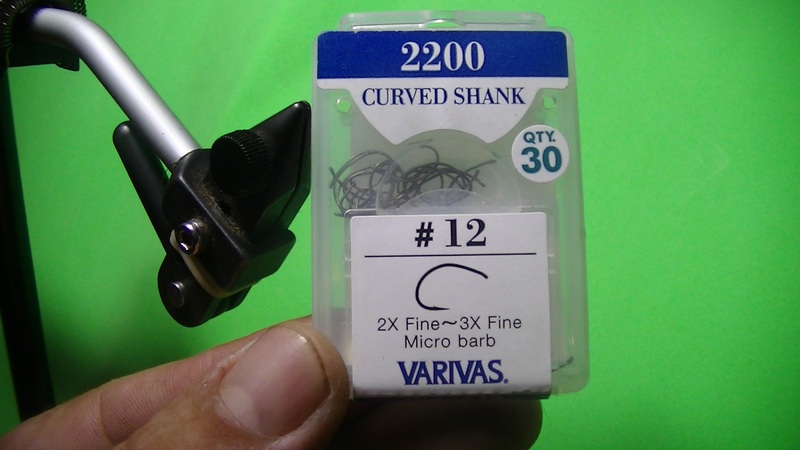 2200
CURVED SHANK
QTY.
30
# 12
2X Fine~3X Fine
Micro barb
VARIVAS®